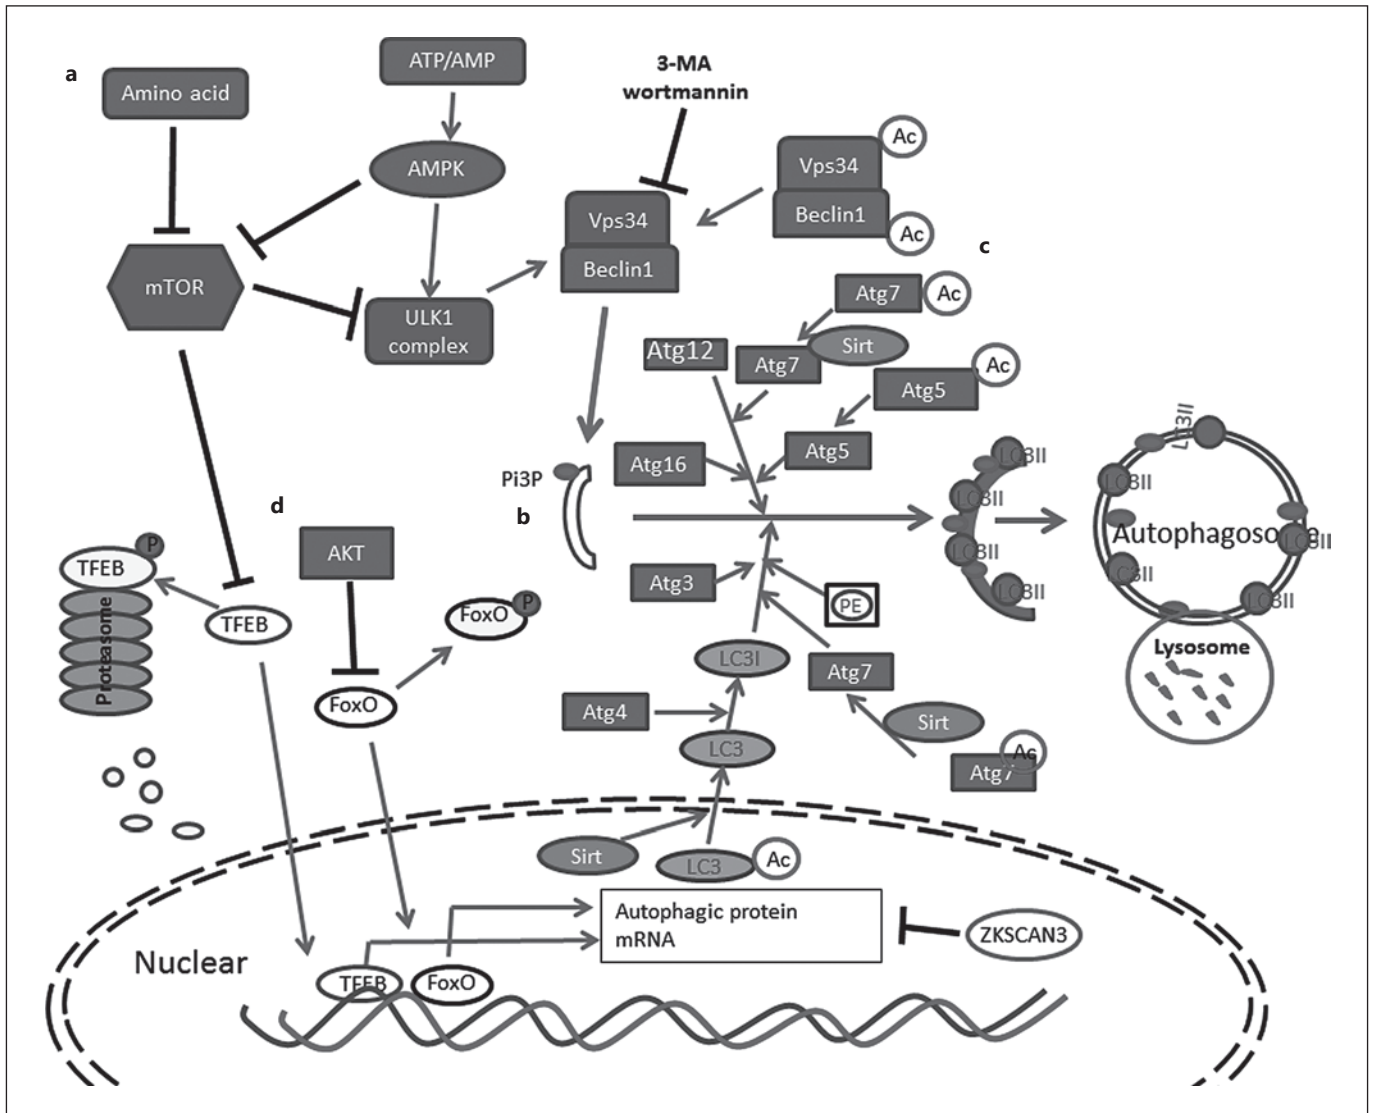 a
Amino acid
ATP/AMP
3-MA
wortmannin
Ac
Vps34
Beclin1
Ac
AMPK
Vps34
Beclin1
c
mTOR
ULK1
complex
Atg7
Ac
Atg12
Atg7
Sirt
Ac
Atg5
Atg16
Atg5
Pi3P
b
d
LC3II
LC3II
LC3II
LC3II
LC3II
LC3II
LC3II
LC3II
LC3II
Autophagosome
Lysosome
AKT
P
TFEB
Proteasome
TFEB
FoxO
P
FoxO
Atg3
PE
LC3I
Atg7
Atg4
Sirt
LC3
Ac
Atg7
Sirt
LC3
Ac
Autophagic protein
mRNA
ZKSCAN3
Nuclear
TFEB
FoxO